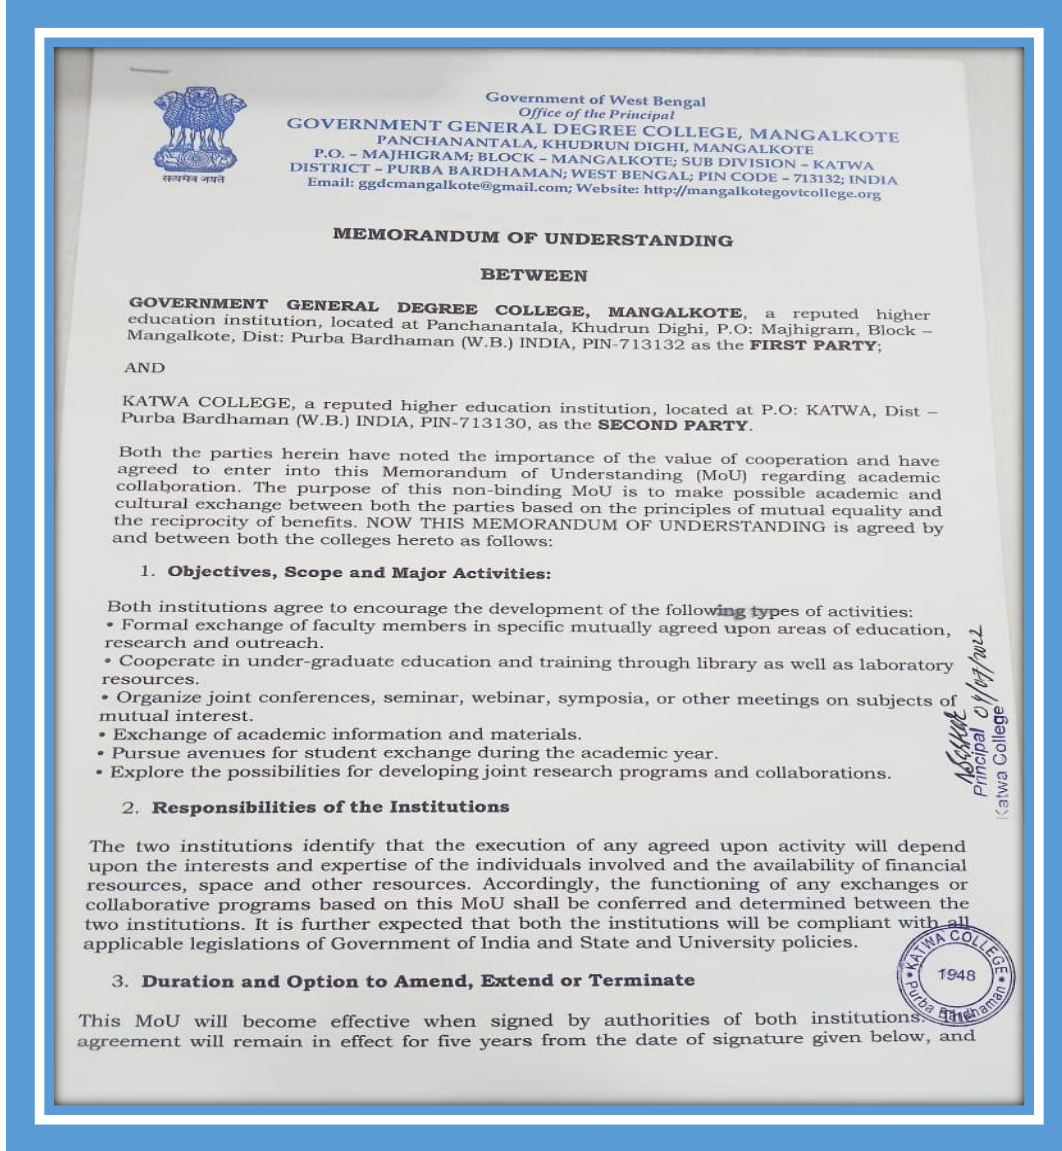 Government of West Bengal
Office of the Principal
GOVERNMENT GENERAL DEGREE COLLEGE, MANGALKOTE
PANCHANANTALA, KHUDRUN DIGHI, MANGALKOTE
P.O. – MAJHIGRAM; BLOCK – MANGALKOTE; SUB DIVISION – KATWA
DISTRICT – PURBA BARDHAMAN; WEST BENGAL; PIN CODE – 713132; INDIA
Email: ggdcmangalkote@gmail.com; Website: http://mangalkotegovtcollege.org
सत्यमेव जयते
MEMORANDUM OF UNDERSTANDING
BETWEEN
GOVERNMENT GENERAL DEGREE COLLEGE, MANGALKOTE, a reputed higher
education institution, located at Panchanantala, Khudrun Dighi, P.O: Majhigram, Block –
Mangalkote, Dist: Purba Bardhaman (W.B.) INDIA, PIN-713132 as the FIRST PARTY;
AND
KATWA COLLEGE, a reputed higher education institution, located at P.O: KATWA, Dist –
Purba Bardhaman (W.B.) INDIA, PIN-713130, as the SECOND PARTY.
Both the parties herein have noted the importance of the value of cooperation and have
agreed to enter into this Memorandum of Understanding (MoU) regarding academic
collaboration. The purpose of this non-binding MoU is to make possible academic and
cultural exchange between both the parties based on the principles of mutual equality and
the reciprocity of benefits. NOW THIS MEMORANDUM OF UNDERSTANDING is agreed by
and between both the colleges hereto as follows:
1. Objectives, Scope and Major Activities:
Both institutions agree to encourage the development of the following types of activities:
• Formal exchange of faculty members in specific mutually agreed upon areas of education,
research and outreach.
• Cooperate in under-graduate education and training through library as well as laboratory
resources.
• Organize joint conferences, seminar, webinar, symposia, or other meetings on subjects of
mutual interest.
• Exchange of academic information and materials.
• Pursue avenues for student exchange during the academic year.
• Explore the possibilities for developing joint research programs and collaborations.
Principal
Katwa College
2. Responsibilities of the Institutions
The two institutions identify that the execution of any agreed upon activity will depend
upon the interests and expertise of the individuals involved and the availability of financial
resources, space and other resources. Accordingly, the functioning of any exchanges or
collaborative programs based on this MoU shall be conferred and determined between the
two institutions. It is further expected that both the institutions will be compliant with all
applicable legislations of Government of India and State and University policies.
3. Duration and Option to Amend, Extend or Terminate
This MoU will become effective when signed by authorities of both institutions. The
agreement will remain in effect for five years from the date of signature given below, and
KATWA COLLEGE
1948
Purba Bardhaman